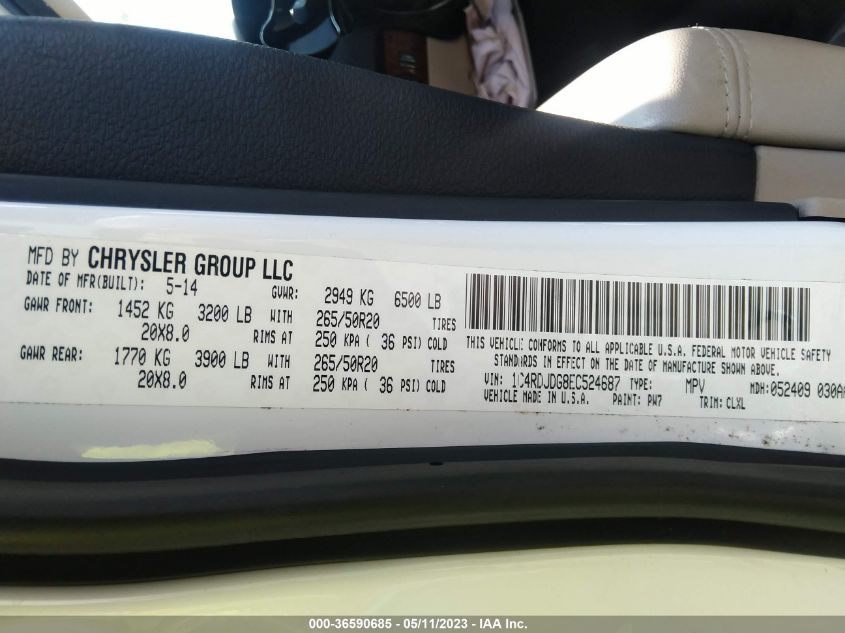 MFD BY CHRYSLER GROUP LLC
DATE OF MFR(BUILT): 5-14 GVWR: 2949 KG 6500 LB
GAWR FRONT: 1452 KG 3200 LB WITH 265/50R20 TIRES
20X8.0 RIMS AT 250 KPA ( 36 PSI) COLD
GAWR REAR: 1770 KG 3900 LB WITH 265/50R20 TIRES
20X8.0 RIMS AT 250 KPA ( 36 PSI) COLD
THIS VEHICLE CONFORMS TO ALL APPLICABLE U.S.A. FEDERAL MOTOR VEHICLE SAFETY
STANDARDS IN EFFECT ON THE DATE OF MANUFACTURE SHOWN ABOVE.
VIN: 1C4RDJDG8EC524687 TYPE: MPV MDH:052409 030AA
VEHICLE MADE IN U.S.A. PAINT: PW7 TRIM: CLXL
000-36590685 - 05/11/2023 - IAA Inc.